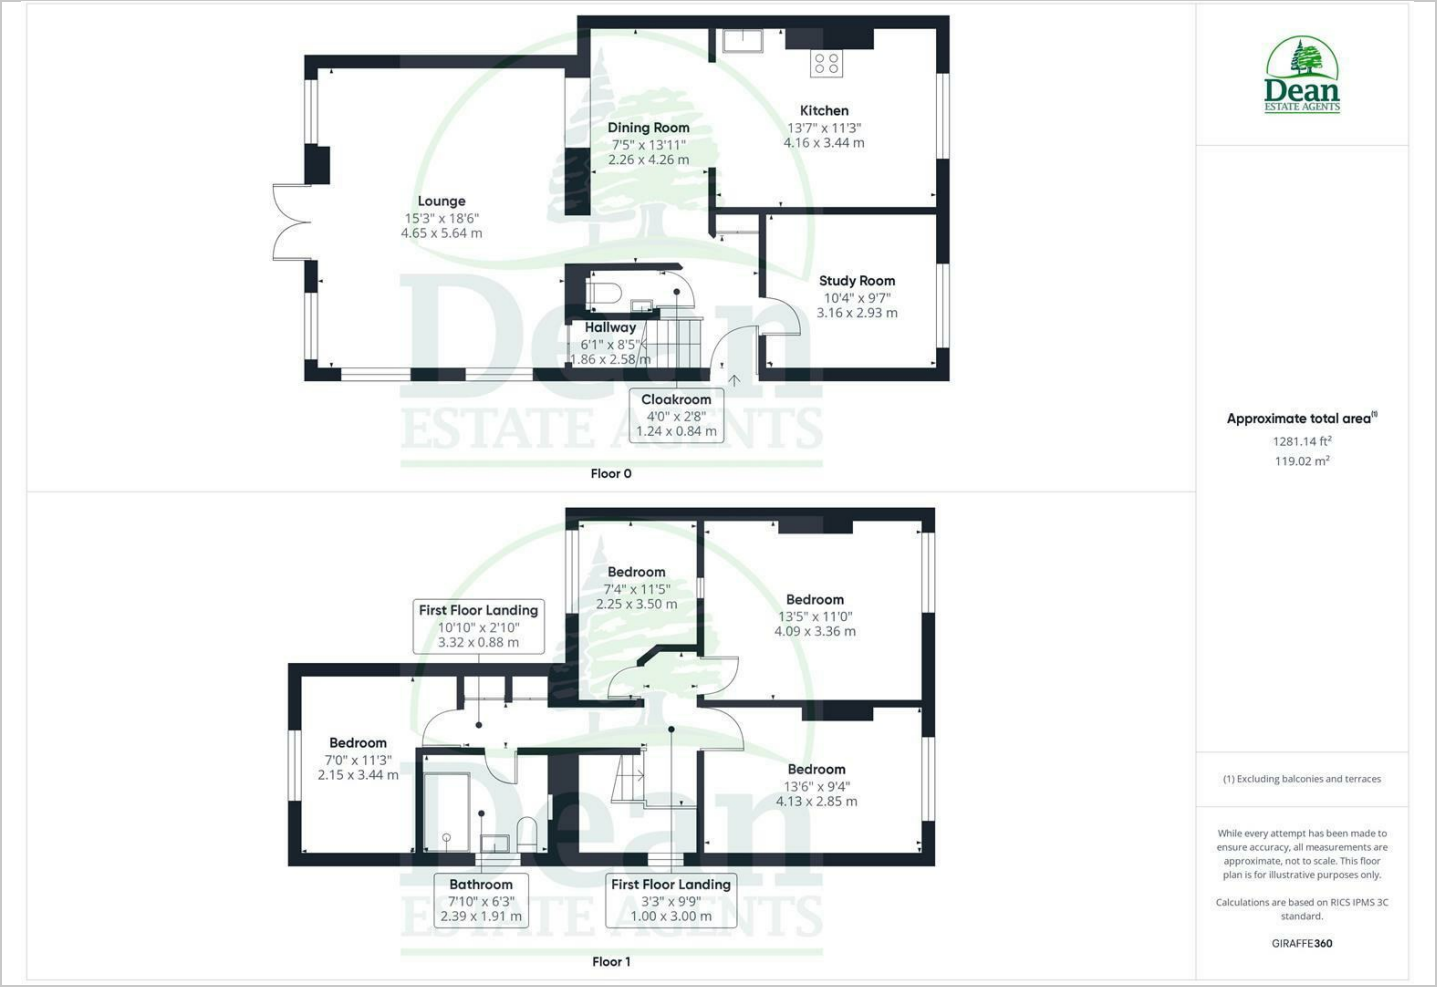 Kitchen
13'7" x 11'3"
4.16 x 3.44 m
Dining Room
7'5" x 13'11"
2.26 x 4.26 m
Lounge
15'3" x 18'6"
4.65 x 5.64 m
Study Room
10'4" x 9'7"
3.16 x 2.93 m
Hallway
6'1" x 8'5"
1.86 x 2.58 m
Cloakroom
4'0" x 2'8"
1.24 x 0.84 m
Dean
ESTATE AGENTS
Floor 0
Bedroom
7'4" x 11'5"
2.25 x 3.50 m
Bedroom
13'5" x 11'0"
4.09 x 3.36 m
First Floor Landing
10'10" x 2'10"
3.32 x 0.88 m
Bedroom
7'0" x 11'3"
2.15 x 3.44 m
Bedroom
13'6" x 9'4"
4.13 x 2.85 m
Bathroom
7'10" x 6'3"
2.39 x 1.91 m
First Floor Landing
3'3" x 9'9"
1.00 x 3.00 m
Dean
ESTATE AGENTS
Floor 1
Dean
ESTATE AGENTS
Approximate total area(1)
1281.14 ft²
119.02 m²
(1) Excluding balconies and terraces
While every attempt has been made to
ensure accuracy, all measurements are
approximate, not to scale. This floor
plan is for illustrative purposes only.
Calculations are based on RICS IPMS 3C
standard.
GIRAFFE360